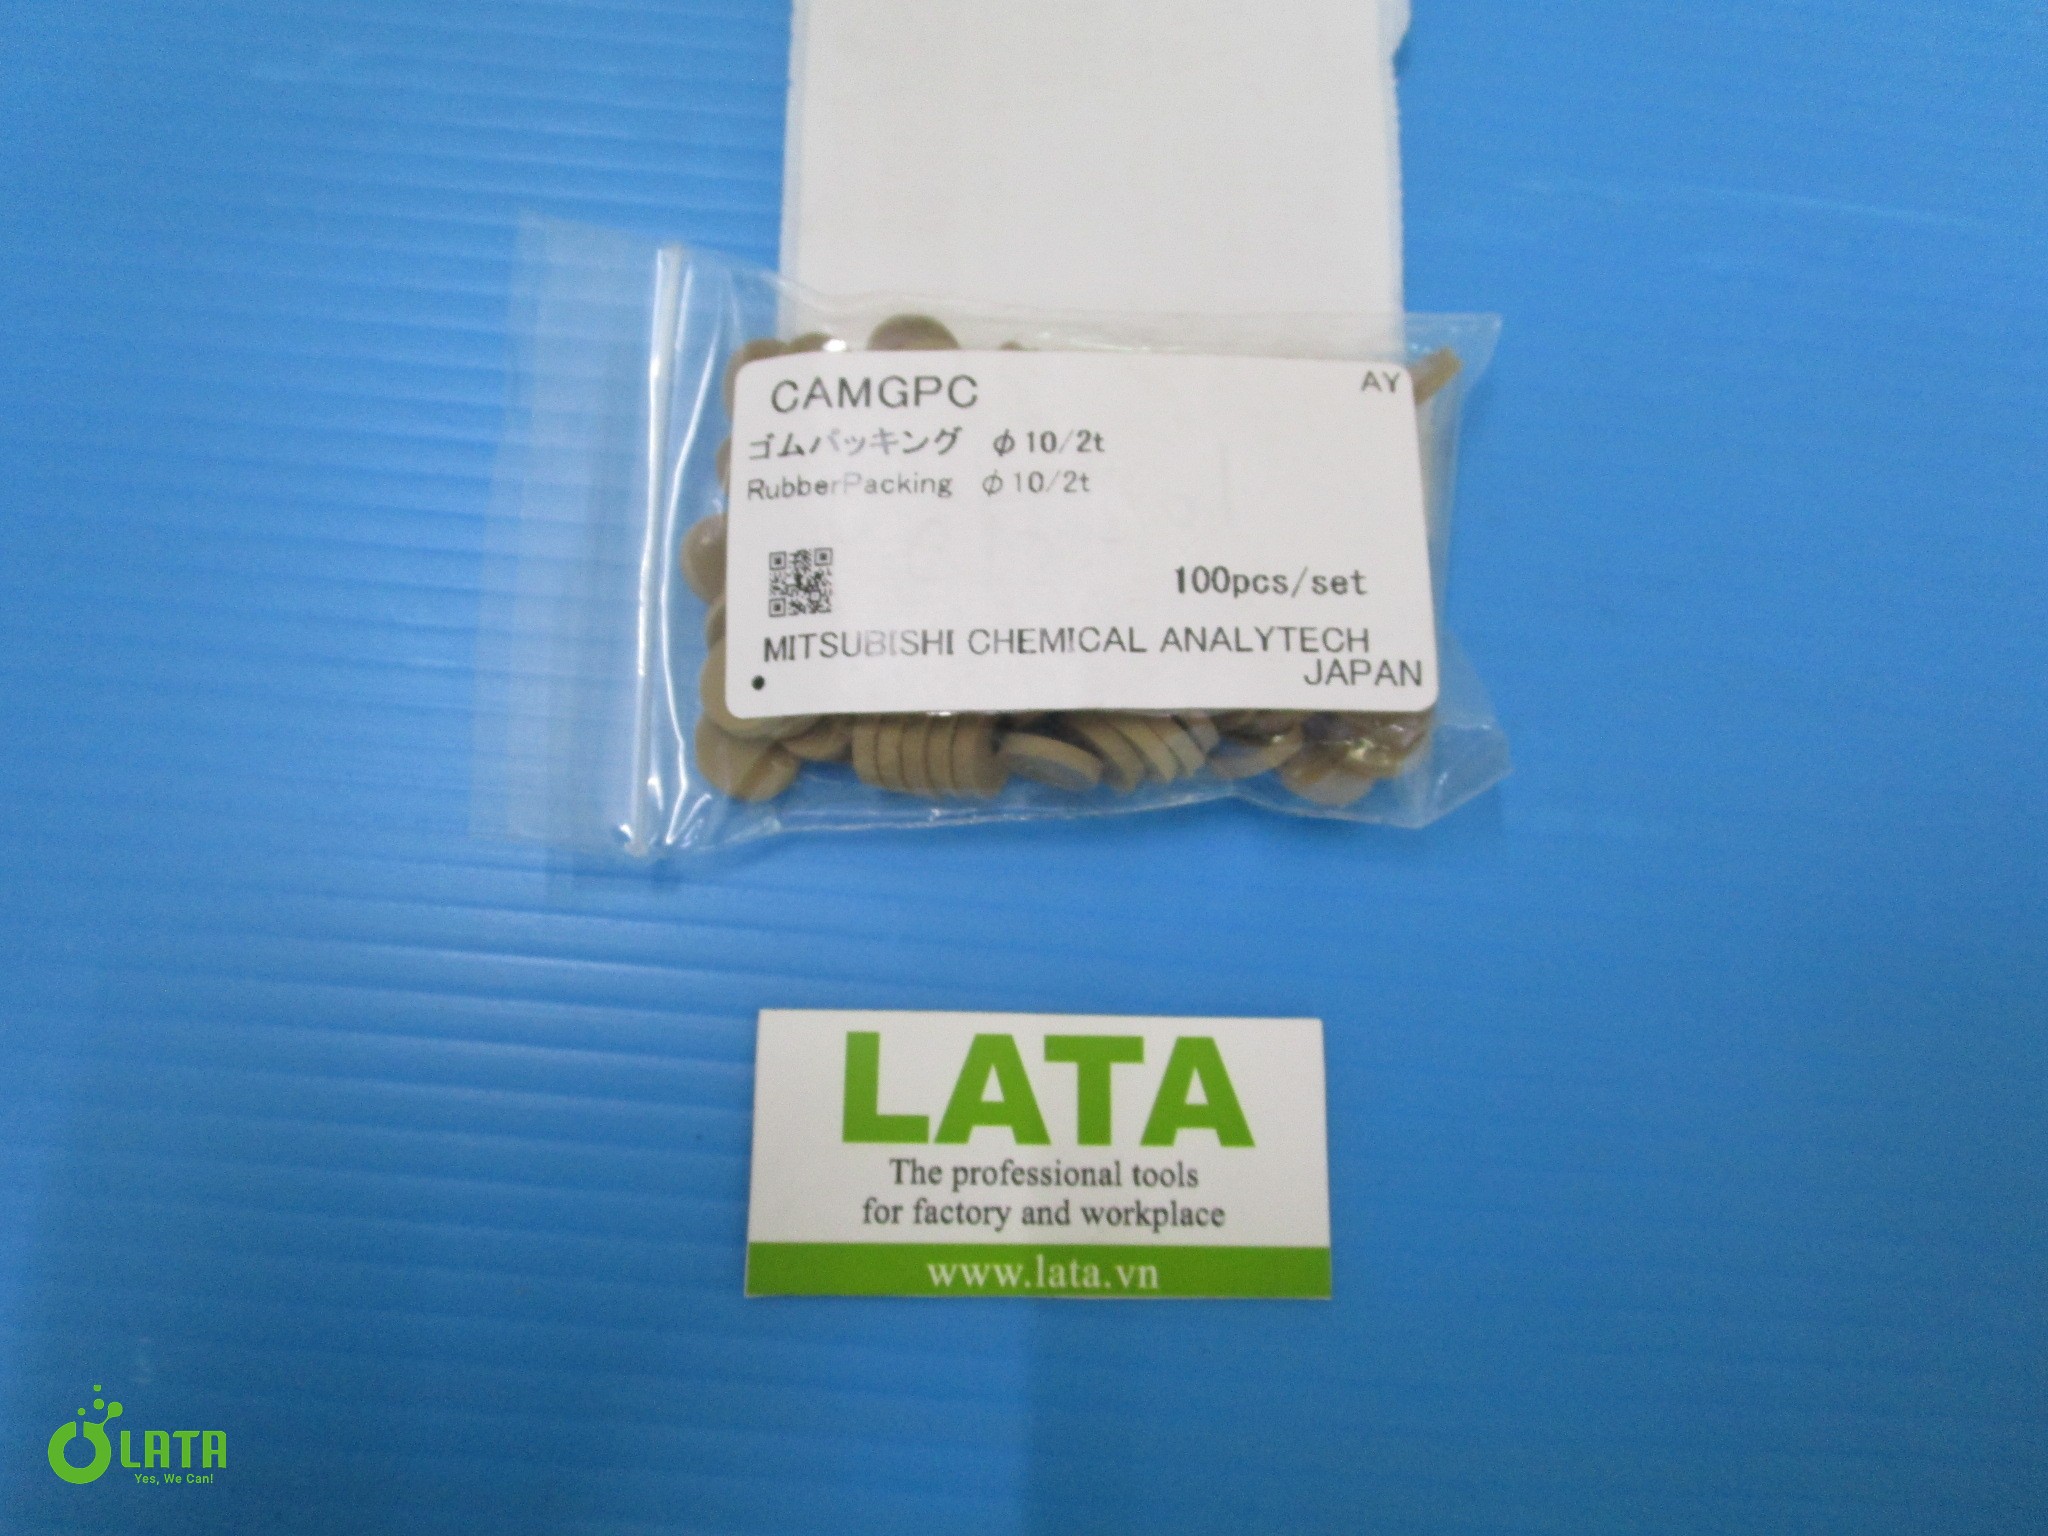 CAMGPC
AY
ゴムパッキング φ10/2t
RubberPacking φ10/2t
100pcs/set
MITSUBISHI CHEMICAL ANALYTECH
JAPAN
LATA
The professional tools
for factory and workplace
www.lata.vn
LATA
Yes, We Can!